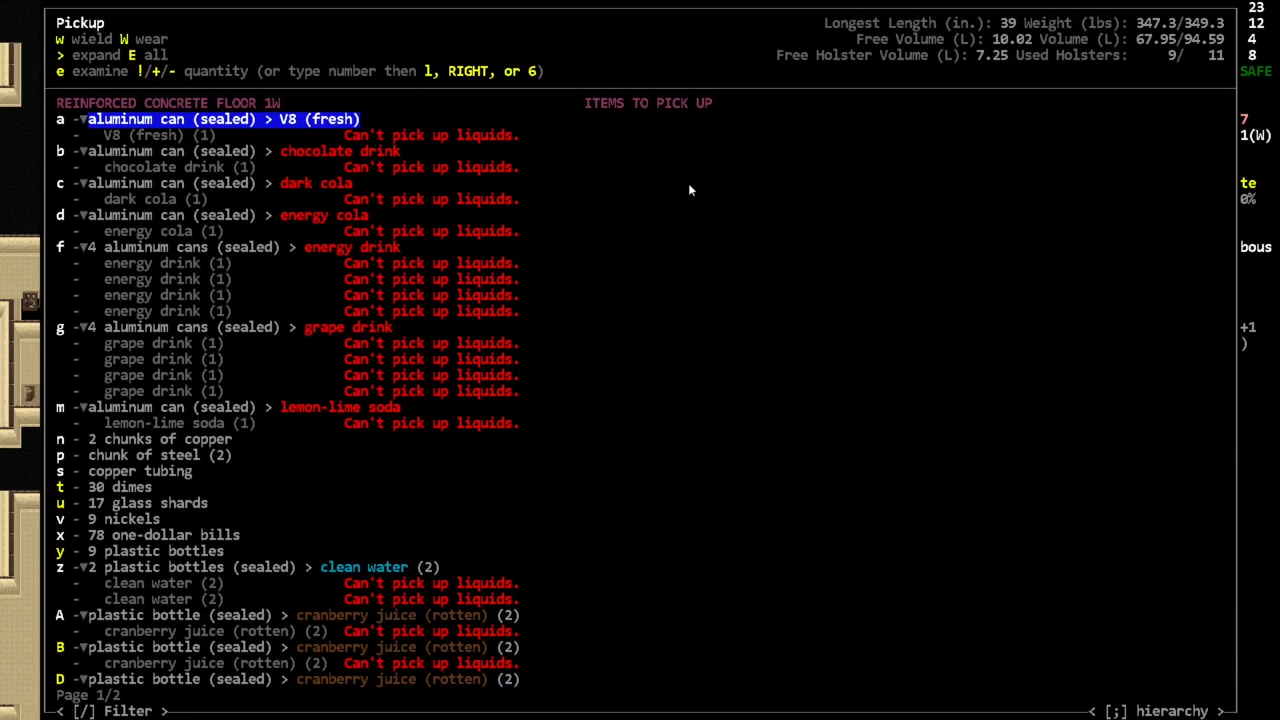 23
Pickup Longest Length (in.): 39 Weight (lbs): 347.3/349.3 12
w wield W wear Free Volume (L): 10.02 Volume (L): 67.95/94.59 4
> expand E all Free Holster Volume (L): 7.25 Used Holsters: 9/ 11 8
e examine !/+/- quantity (or type number then l, RIGHT, or 6) SAFE
REINFORCED CONCRETE FLOOR 1W ITEMS TO PICK UP
a -▼aluminum can (sealed) > V8 (fresh) 7
- V8 (fresh) (1) Can't pick up liquids. 1(W)
b -▼aluminum can (sealed) > chocolate drink
- chocolate drink (1) Can't pick up liquids.
c -▼aluminum can (sealed) > dark cola te
- dark cola (1) Can't pick up liquids. 0%
d -▼aluminum can (sealed) > energy cola
- energy cola (1) Can't pick up liquids.
f -▼4 aluminum cans (sealed) > energy drink bous
- energy drink (1) Can't pick up liquids.
- energy drink (1) Can't pick up liquids.
- energy drink (1) Can't pick up liquids.
- energy drink (1) Can't pick up liquids.
g -▼4 aluminum cans (sealed) > grape drink +1
- grape drink (1) Can't pick up liquids. )
- grape drink (1) Can't pick up liquids.
- grape drink (1) Can't pick up liquids.
- grape drink (1) Can't pick up liquids.
m -▼aluminum can (sealed) > lemon-lime soda
- lemon-lime soda (1) Can't pick up liquids.
n - 2 chunks of copper
p - chunk of steel (2)
s - copper tubing
t - 30 dimes
u - 17 glass shards
v - 9 nickels
x - 78 one-dollar bills
y - 9 plastic bottles
z -▼2 plastic bottles (sealed) > clean water (2)
- clean water (2) Can't pick up liquids.
- clean water (2) Can't pick up liquids.
A -▼plastic bottle (sealed) > cranberry juice (rotten) (2)
- cranberry juice (rotten) (2) Can't pick up liquids.
B -▼plastic bottle (sealed) > cranberry juice (rotten) (2)
- cranberry juice (rotten) (2) Can't pick up liquids.
D -▼plastic bottle (sealed) > cranberry juice (rotten) (2)
Page 1/2
< [/] Filter > < [;] hierarchy >